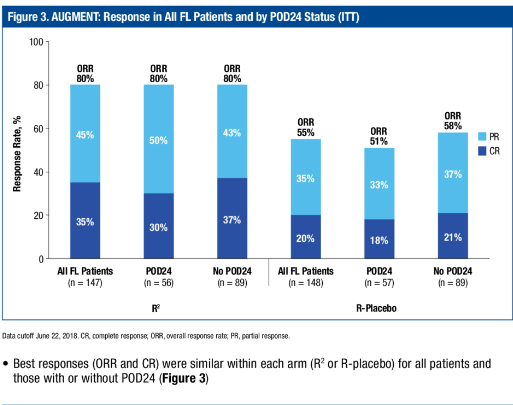 Figure 3. AUGMENT: Response in All FL Patients and by POD24 Status (ITT)
Response Rate, %
100
80
60
40
20
0
ORR
80%
45%
35%
ORR
80%
50%
30%
ORR
80%
43%
37%
ORR
55%
35%
20%
ORR
51%
33%
18%
ORR
58%
37%
21%
PR
CR
All FL Patients
(n = 147)
POD24
(n = 56)
No POD24
(n = 89)
All FL Patients
(n = 148)
POD24
(n = 57)
No POD24
(n = 89)
R²
R-Placebo
Data cutoff June 22, 2018. CR, complete response; ORR, overall response rate; PR, partial response.
• Best responses (ORR and CR) were similar within each arm (R² or R-placebo) for all patients and
those with or without POD24 (Figure 3)